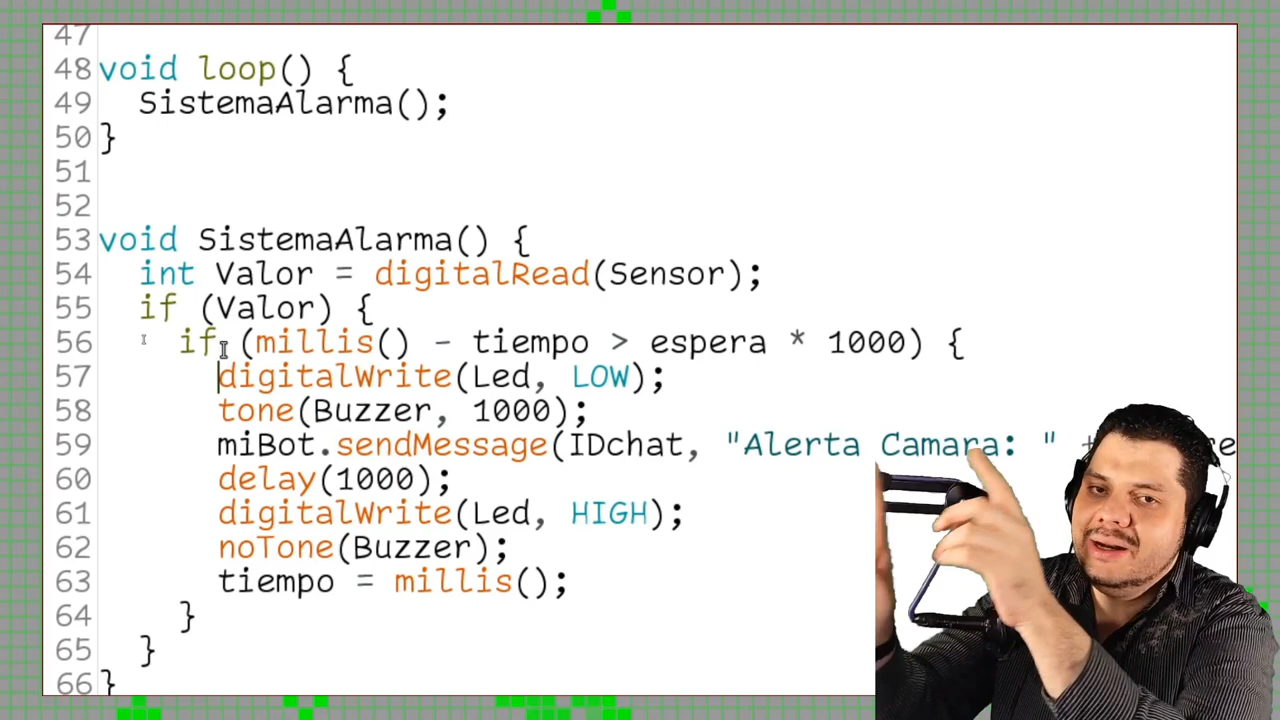 47
48 void loop() {
49 SistemaAlarma();
50 }
51
52
53 void SistemaAlarma() {
54 int Valor = digitalRead(Sensor);
55 if (Valor) {
56 if (millis() - tiempo > espera * 1000) {
57 digitalWrite(Led, LOW);
58 tone(Buzzer, 1000);
59 miBot.sendMessage(IDchat, "Alerta Camara: " +
60 delay(1000);
61 digitalWrite(Led, HIGH);
62 noTone(Buzzer);
63 tiempo = millis();
64 }
65 }
66 }